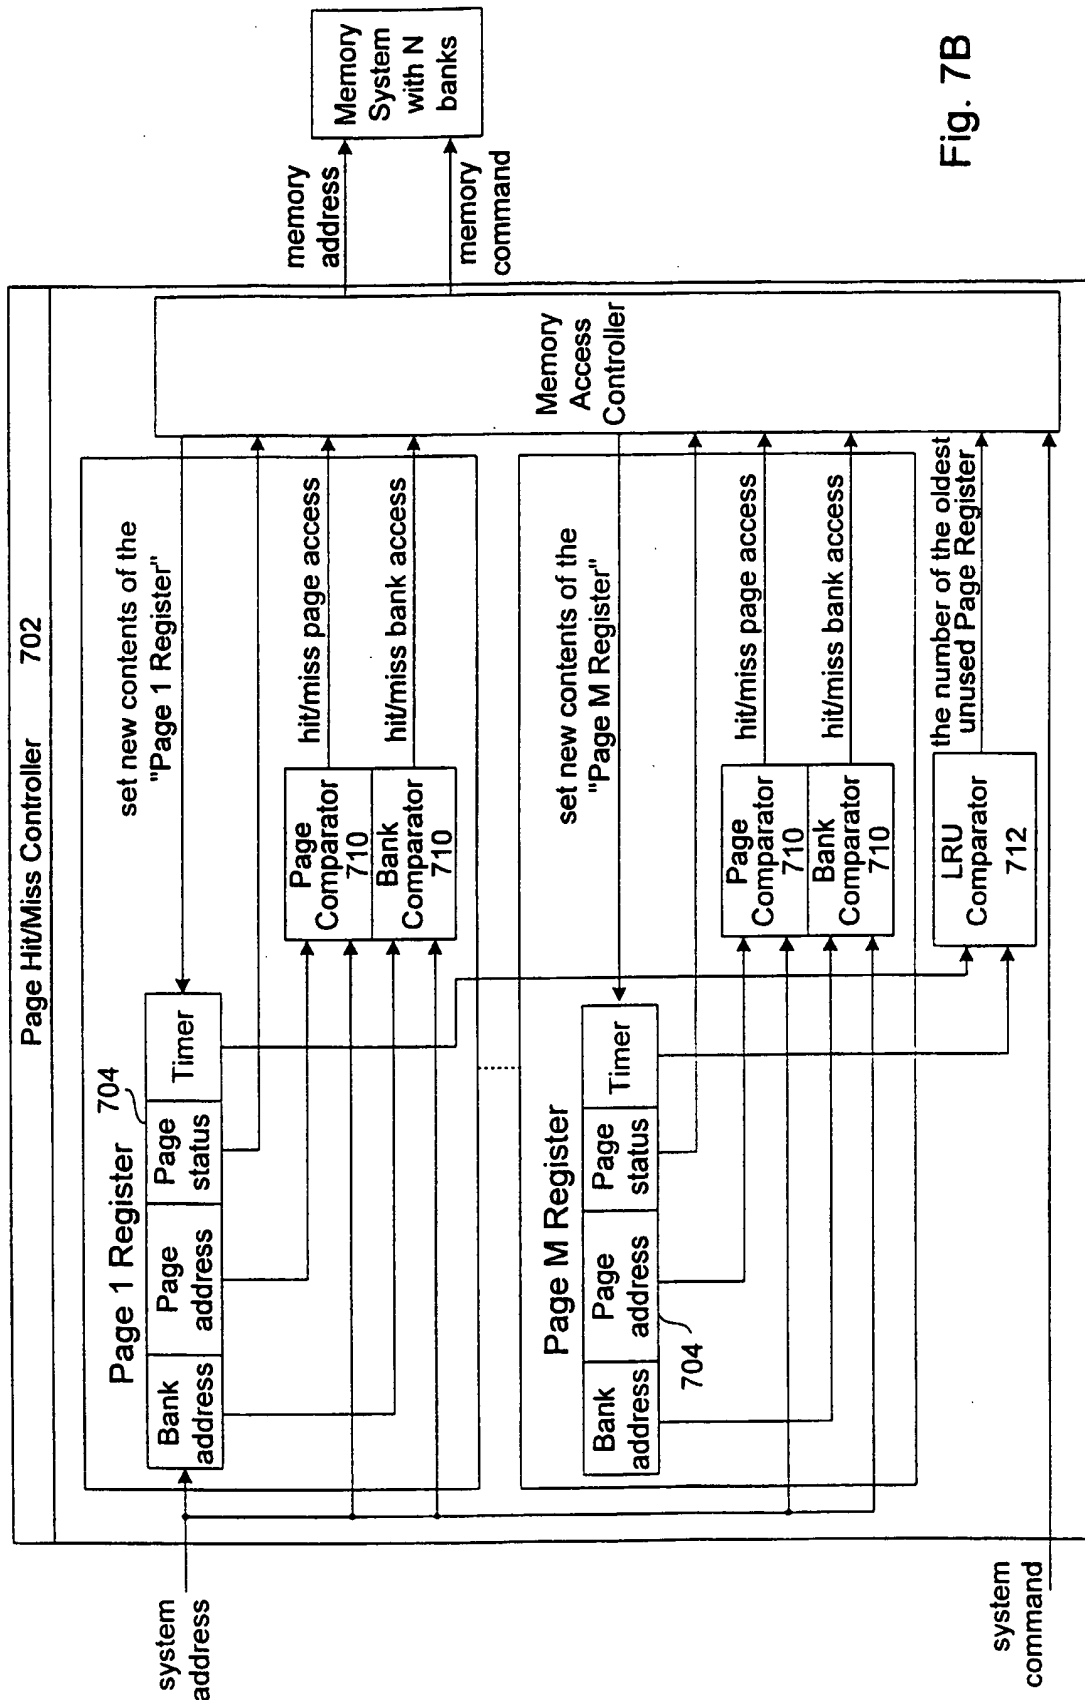 Page Hit/Miss Controller 702
system
address
Page 1 Register
704
Bank
address
Page
address
Page
status
Timer
set new contents of the
"Page 1 Register"
Page
Comparator
710
Bank
Comparator
710
hit/miss page access
hit/miss bank access
Page M Register
Bank
address
Page
address
704
Page
status
Timer
set new contents of the
"Page M Register"
Page
Comparator
710
Bank
Comparator
710
hit/miss page access
hit/miss bank access
LRU
Comparator
712
the number of the oldest
unused Page Register
system
command
Memory
Access
Controller
memory
address
memory
command
Memory
System
with N
banks
Fig. 7B